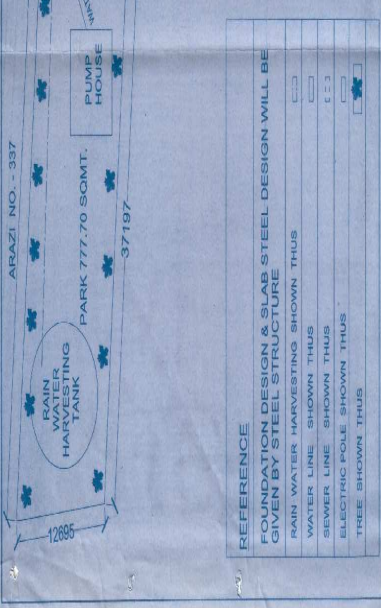 ARAZI NO. - 337
PUMP
HOUSE
RAIN
WATER
HARVESTING
TANK
PARK 777.70 SQMT.
37197
12695
REFERENCE
FOUNDATION DESIGN & SLAB STEEL DESIGN WILL BE
GIVEN BY STEEL STRUCTURE
RAIN WATER HARVESTING SHOWN THUS
WATER LINE SHOWN THUS
SEWER LINE SHOWN THUS
ELECTRIC POLE SHOWN THUS
TREE SHOWN THUS